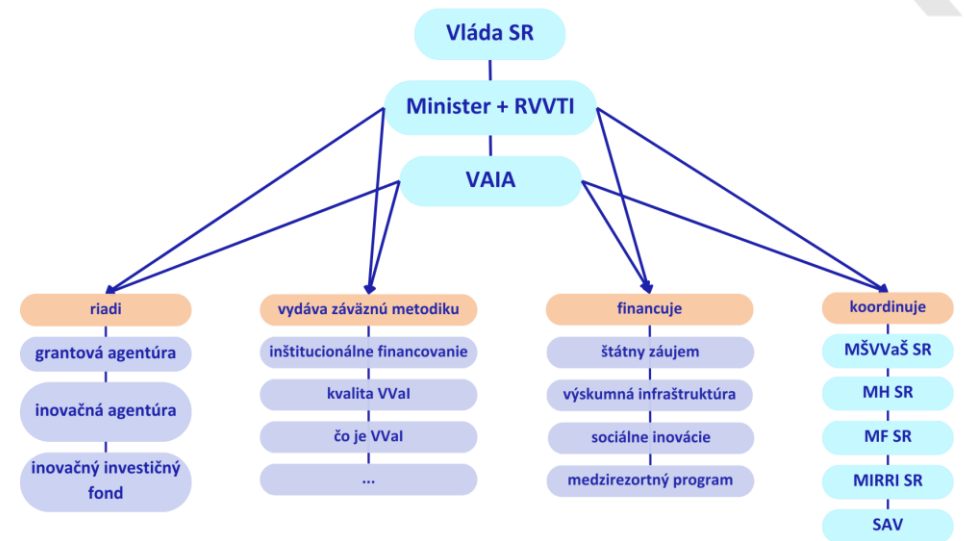 Vláda SR
Minister + RVVTI
VAIA
riadi
grantová agentúra
inovačná agentúra
inovačný investičný
fond
vydáva záväznú metodiku
inštitucionálne financovanie
kvalita VVaI
čo je VVaI
...
financuje
štátny záujem
výskumná infraštruktúra
sociálne inovácie
medzirezortný program
koordinuje
MŠVVaŠ SR
MH SR
MF SR
MIRRI SR
SAV